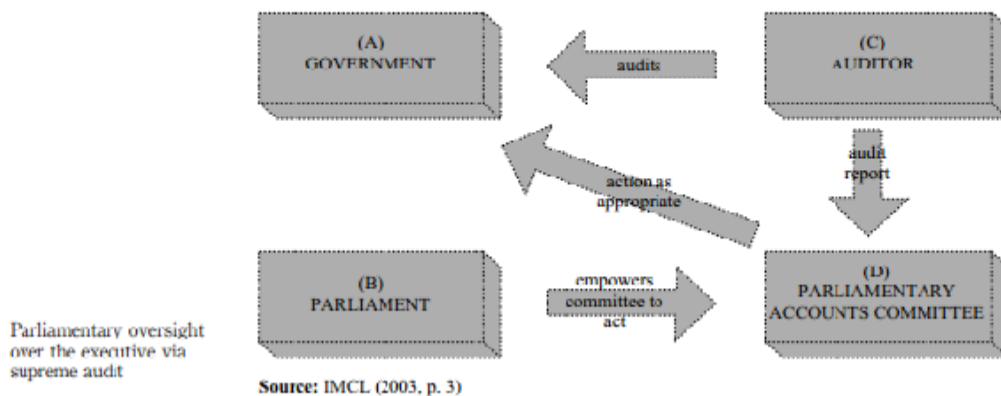 (A)
GOVERNMENT
audits
(C)
AUDITOR
audit
report
action as
appropriate
(B)
PARLIAMENT
empowers
committee to
act
(D)
PARLIAMENTARY
ACCOUNTS COMMITTEE
Parliamentary oversight
over the executive via
supreme audit
Source: IMCL (2003, p. 3)